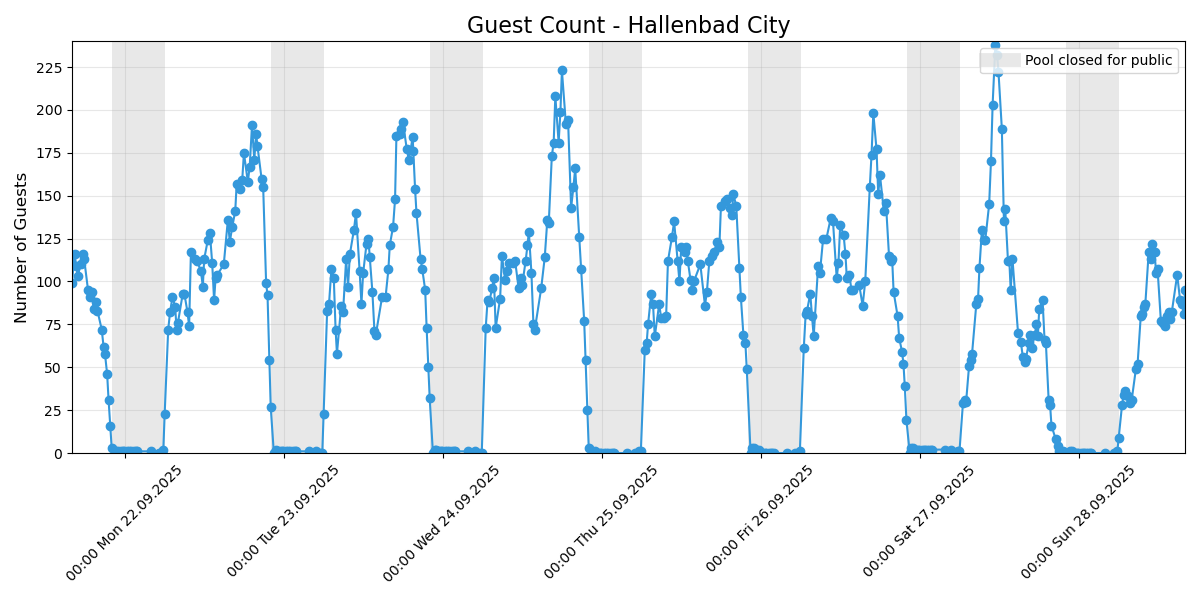 Guest Count - Hallenbad City
Pool closed for public
Number of Guests
225
200
175
150
125
100
75
50
25
0
00:00 Mon 22.09.2025
00:00 Tue 23.09.2025
00:00 Wed 24.09.2025
00:00 Thu 25.09.2025
00:00 Fri 26.09.2025
00:00 Sat 27.09.2025
00:00 Sun 28.09.2025